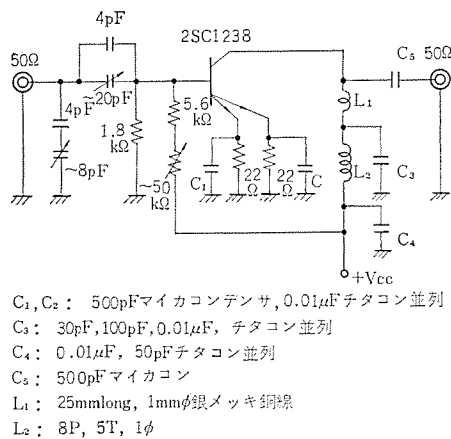 4pF
2SC1238
50Ω
C₅ 50Ω
~20pF
4pF
5.6
kΩ
L₁
1.8
kΩ
~8pF
~50
kΩ
C₁
22
Ω
22
Ω
C
L₂
C₃
C₄
+Vcc
C₁,C₂: 500pFマイカコンデンサ,0.01μFチタコン並列
C₃: 30pF,100pF,0.01μF,チタコン並列
C₄: 0.01μF, 50pFチタコン並列
C₅: 500pFマイカコン
L₁: 25mmlong, 1mmφ銀メッキ銅線
L₂: 8P, 5T, 1φ